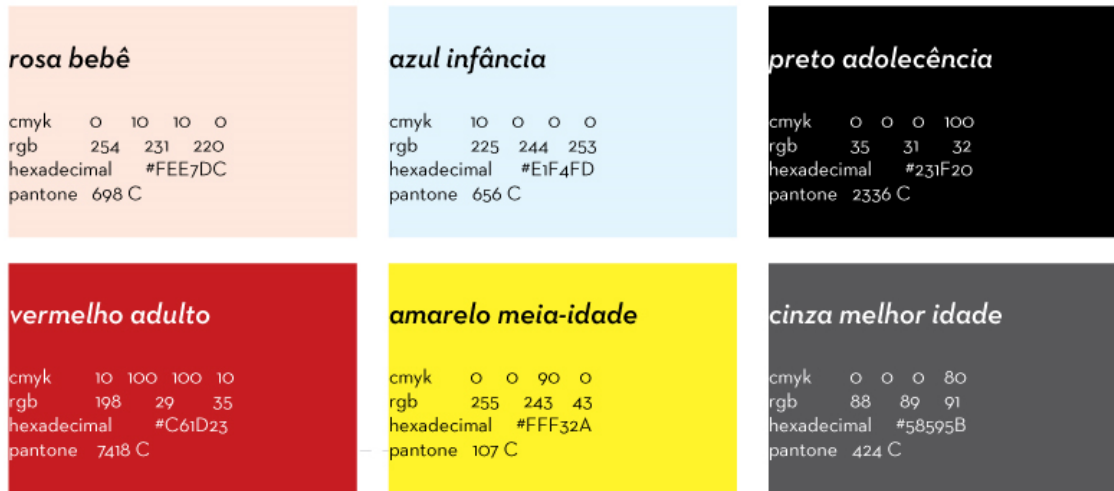 rosa bebê
cmyk 0 10 10 0
rgb 254 231 220
hexadecimal #FEE7DC
pantone 698 C
azul infância
cmyk 10 0 0 0
rgb 225 244 253
hexadecimal #E1F4FD
pantone 656 C
preto adolecência
cmyk 0 0 0 100
rgb 35 31 32
hexadecimal #231F20
pantone 2336 C
vermelho adulto
cmyk 10 100 100 10
rgb 198 29 35
hexadecimal #C61D23
pantone 7418 C
amarelo meia-idade
cmyk 0 0 90 0
rgb 255 243 43
hexadecimal #FFF32A
pantone 107 C
cinza melhor idade
cmyk 0 0 0 80
rgb 88 89 91
hexadecimal #58595B
pantone 424 C